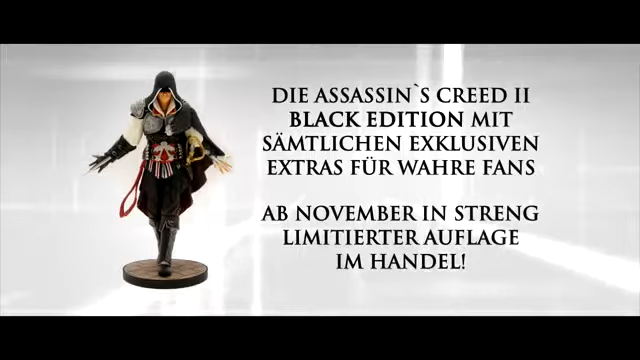 DIE ASSASSIN`S CREED II
BLACK EDITION MIT
SÄMTLICHEN EXKLUSIVEN
EXTRAS FÜR WAHRE FANS
AB NOVEMBER IN STRENG
LIMITIERTER AUFLAGE
IM HANDEL!